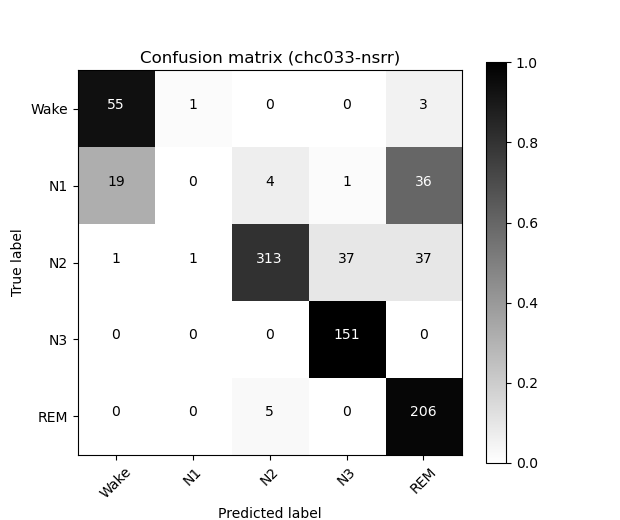 Confusion matrix (chc033-nsrr)
Wake 55 1 0 0 3
N1 19 0 4 1 36
N2 1 1 313 37 37
N3 0 0 0 151 0
REM 0 0 5 0 206
Wake N1 N2 N3 REM
True label
Predicted label
1.0
0.8
0.6
0.4
0.2
0.0